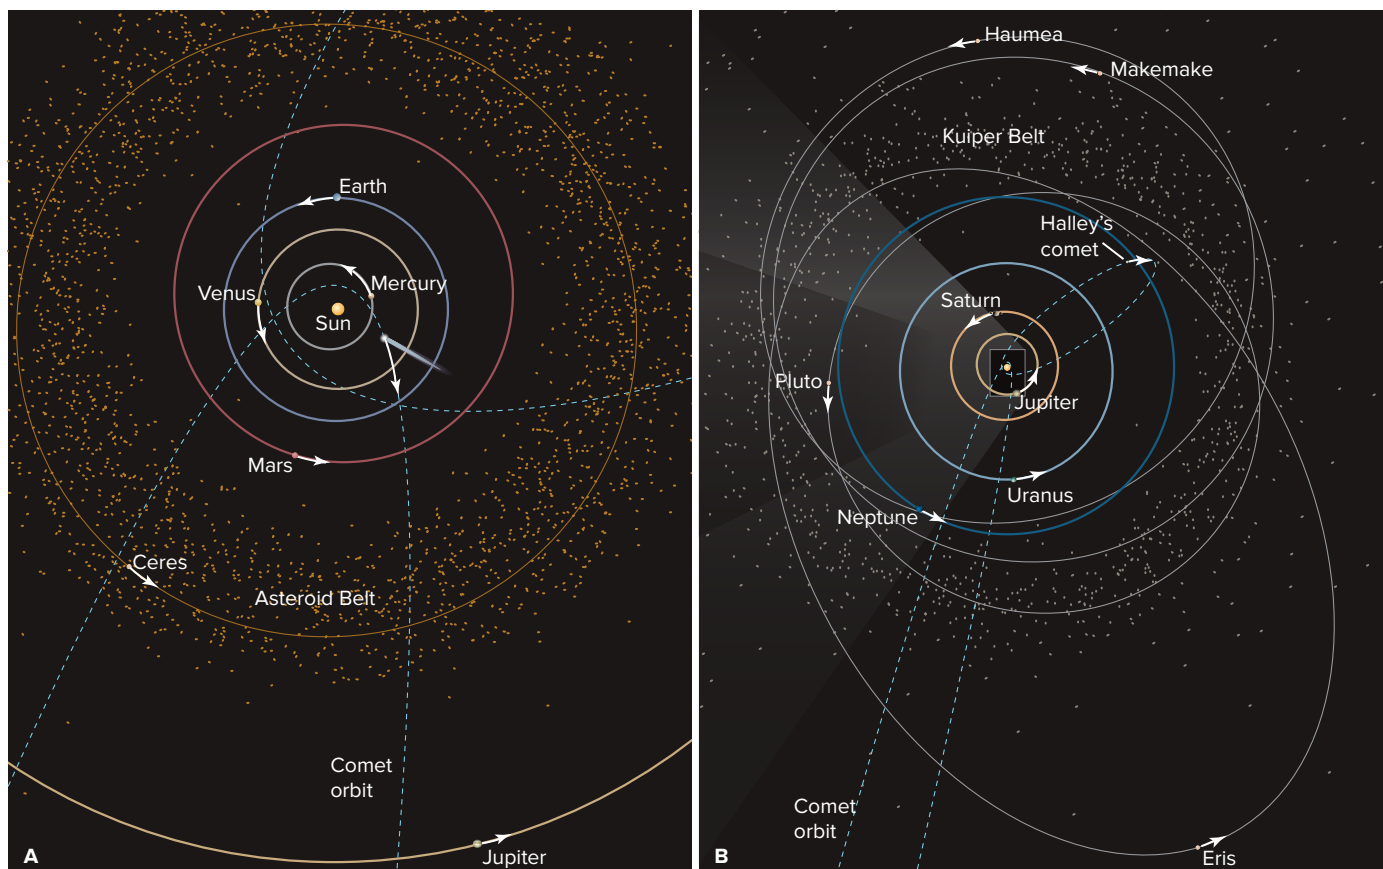 Earth
Venus
Mercury
Sun
Mars
Ceres
Asteroid Belt
Comet
orbit
A
Jupiter
Haumea
Makemake
Kuiper Belt
Halley's
comet
Saturn
Pluto
Jupiter
Uranus
Neptune
Comet
orbit
B
Eris